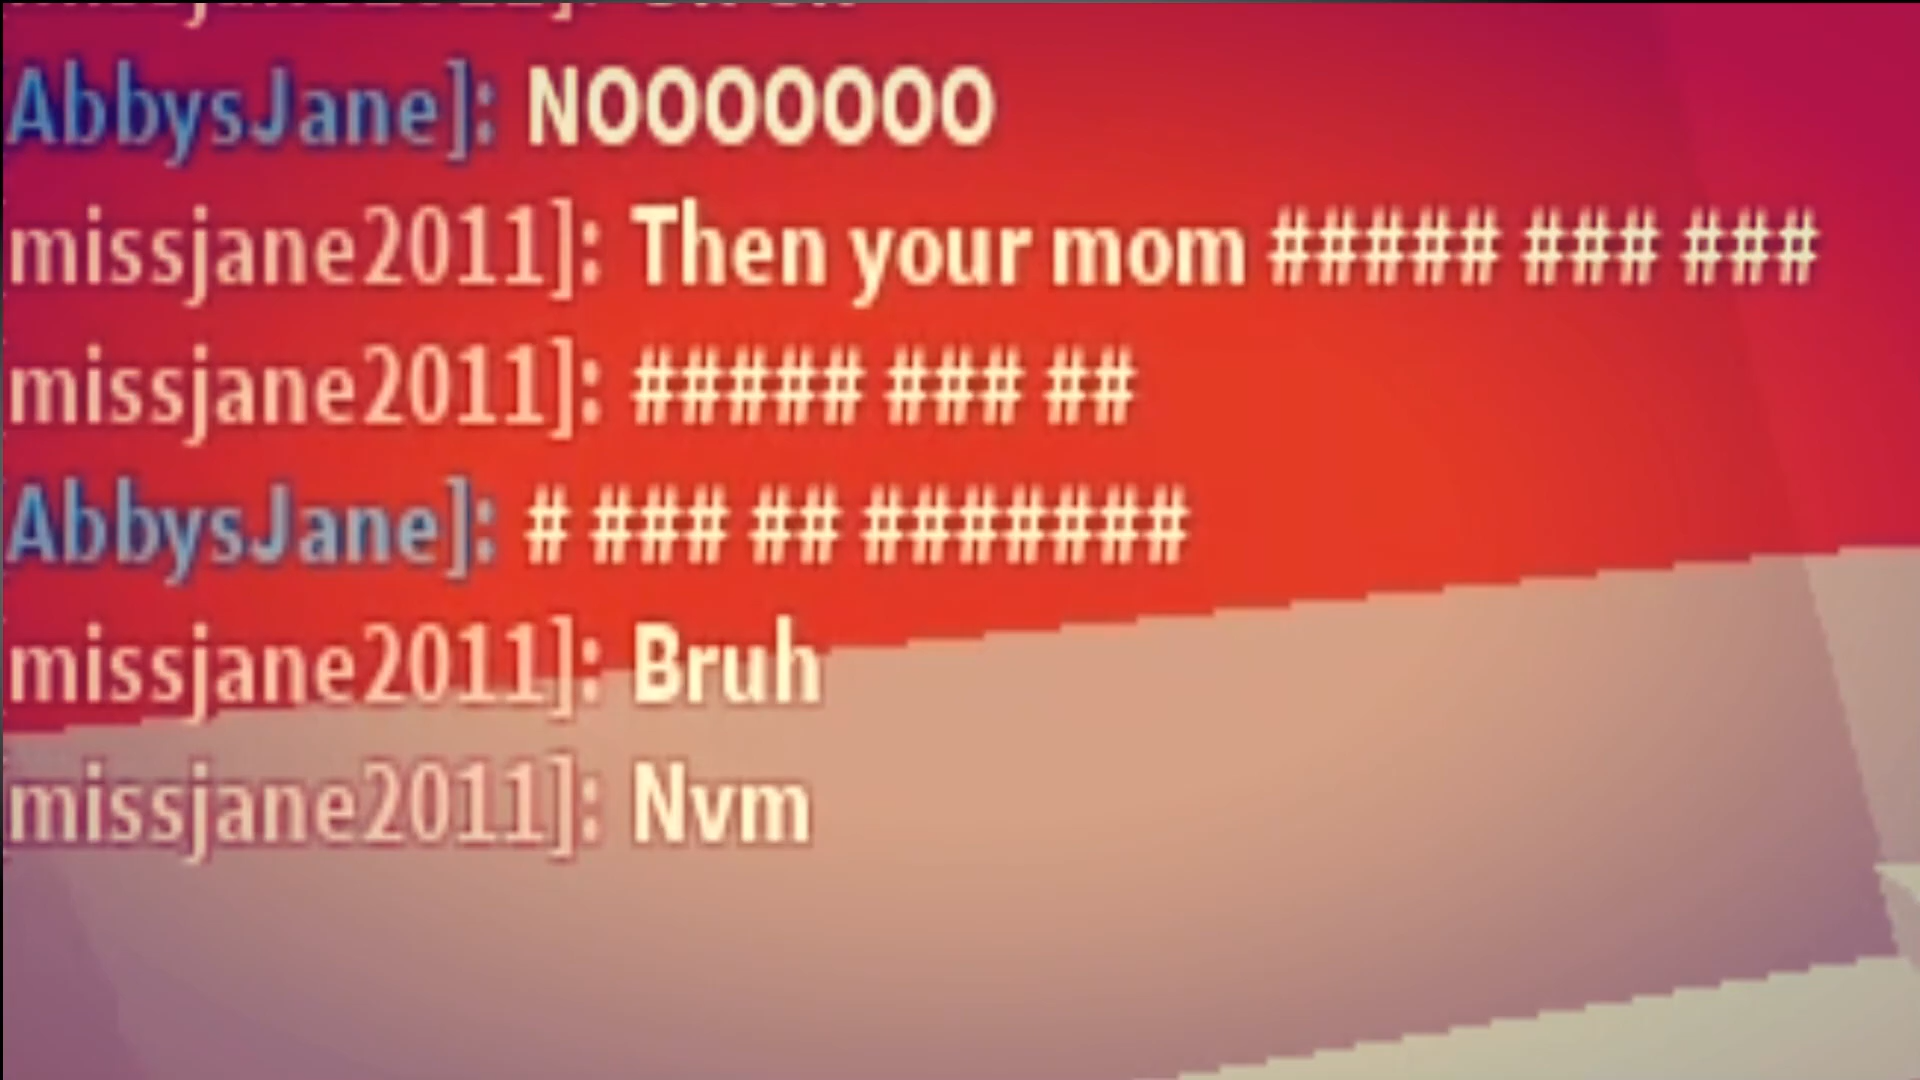 AbbysJane]: NOOOOOOO
missjane2011]: Then your mom ##### ### ###
missjane2011]: ##### ### ##
AbbysJane]: # ### ## #######
missjane2011]: Bruh
missjane2011]: Nvm